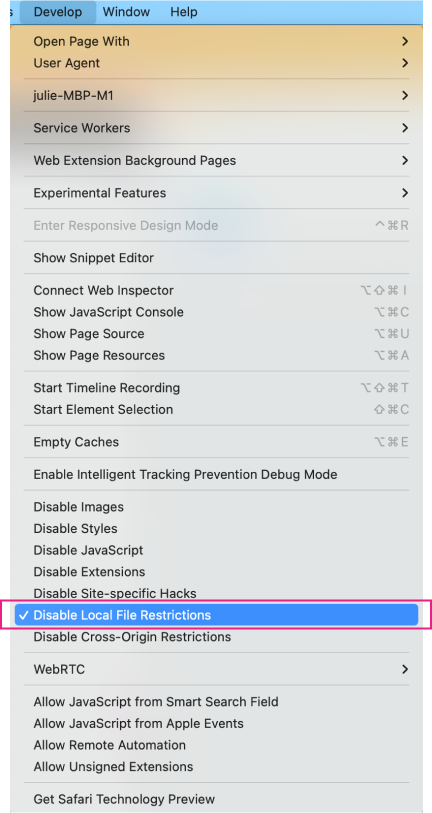 s Develop Window Help
Open Page With
User Agent
julie-MBP-M1
Service Workers
Web Extension Background Pages
Experimental Features
Enter Responsive Design Mode ^⌘R
Show Snippet Editor
Connect Web Inspector ⌥⇧⌘I
Show JavaScript Console ⌥⌘C
Show Page Source ⌥⌘U
Show Page Resources ⌥⌘A
Start Timeline Recording ⌥⇧⌘T
Start Element Selection ⇧⌘C
Empty Caches ⌥⌘E
Enable Intelligent Tracking Prevention Debug Mode
Disable Images
Disable Styles
Disable JavaScript
Disable Extensions
Disable Site-specific Hacks
✓ Disable Local File Restrictions
Disable Cross-Origin Restrictions
WebRTC
Allow JavaScript from Smart Search Field
Allow JavaScript from Apple Events
Allow Remote Automation
Allow Unsigned Extensions
Get Safari Technology Preview